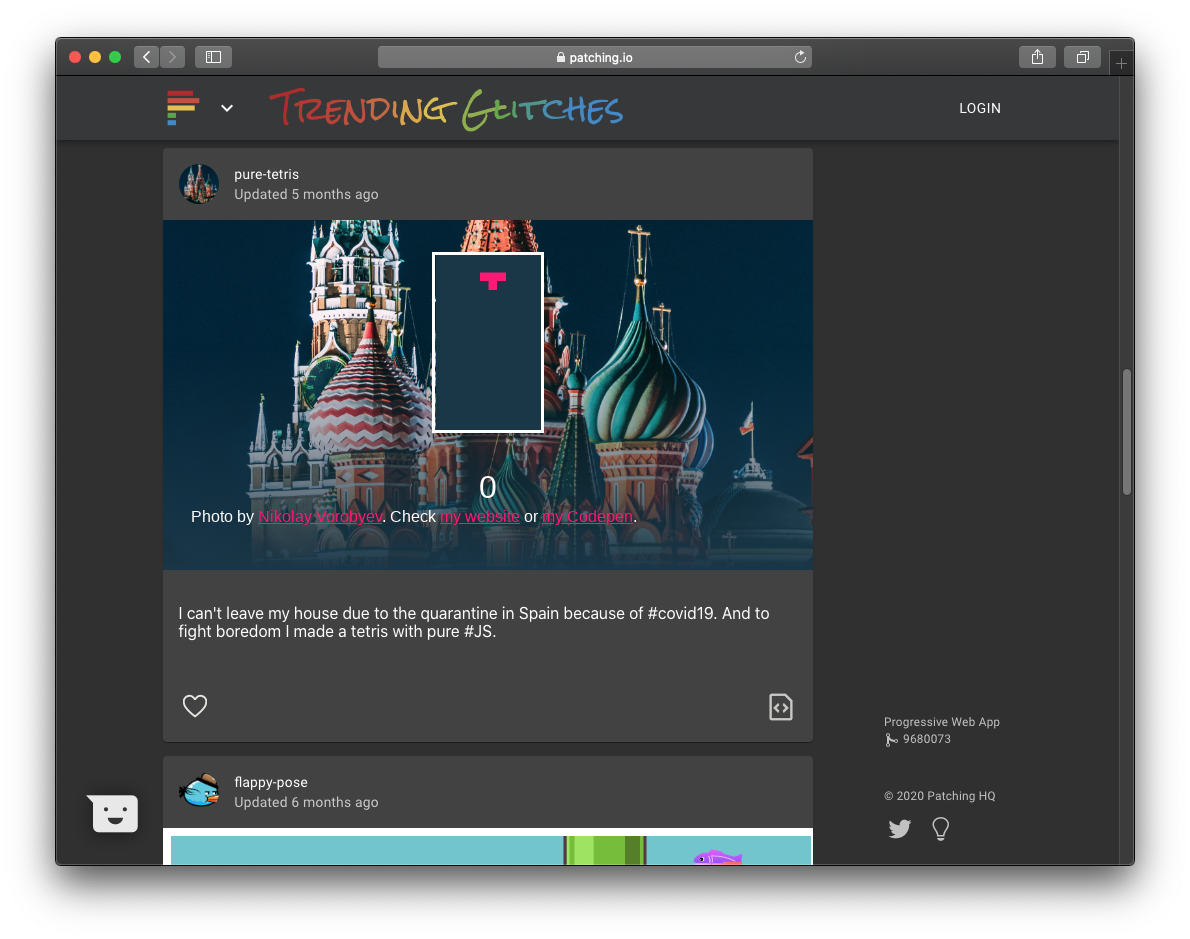 patching.io
Trending Glitches
LOGIN
pure-tetris
Updated 5 months ago
0
Photo by Nikolay Vorobyev. Check my website or my Codepen.
I can't leave my house due to the quarantine in Spain because of #covid19. And to
fight boredom I made a tetris with pure #JS.
Progressive Web App
9680073
flappy-pose
Updated 6 months ago
© 2020 Patching HQ